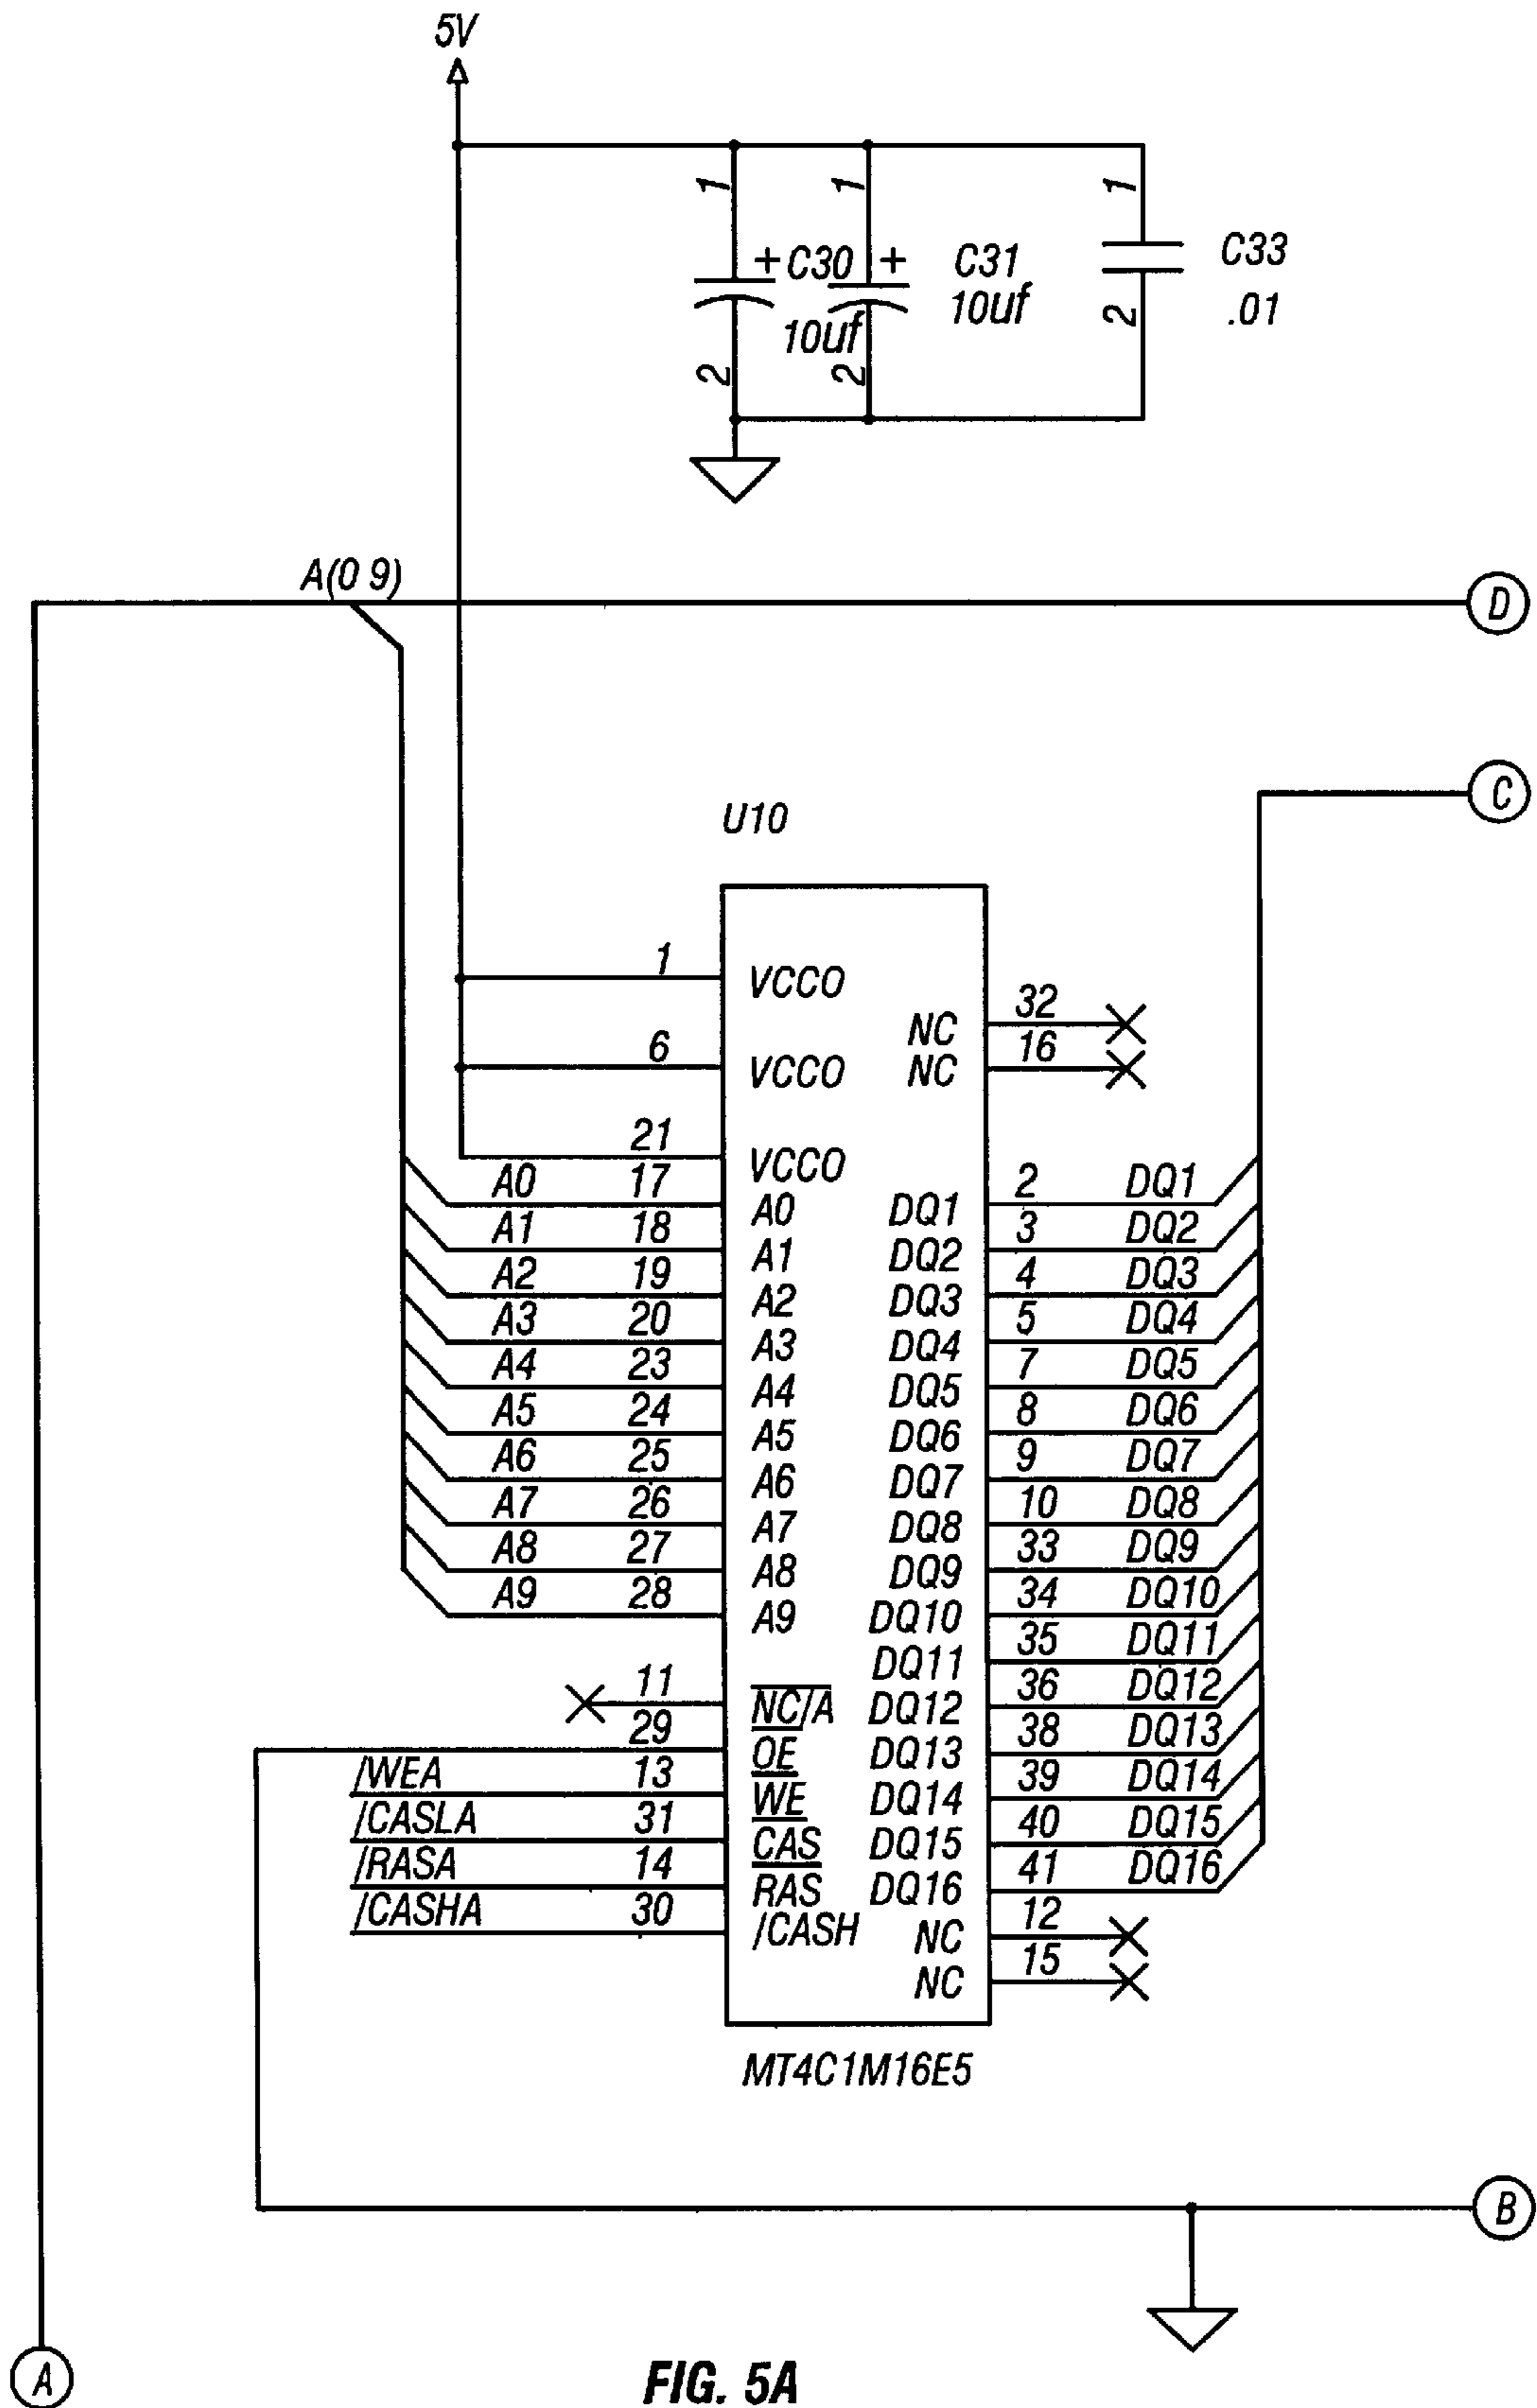 5V
1 1 1
+ C30 + C31 C33
10uf 10uf .01
2 2 2
A(0 9)
D
C
U10
1 VCCO
32 NC
6 VCCO NC 16
21 VCCO
A0 17 A0 DQ1 2 DQ1
A1 18 A1 DQ2 3 DQ2
A2 19 A2 DQ3 4 DQ3
A3 20 A3 DQ4 5 DQ4
A4 23 A4 DQ5 7 DQ5
A5 24 A5 DQ6 8 DQ6
A6 25 A6 DQ7 9 DQ7
A7 26 A7 DQ8 10 DQ8
A8 27 A8 DQ9 33 DQ9
A9 28 A9 DQ10 34 DQ10
DQ11 35 DQ11
11 NC/A DQ12 36 DQ12
29 OE DQ13 38 DQ13
/WEA 13 WE DQ14 39 DQ14
/CASLA 31 CAS DQ15 40 DQ15
/RASA 14 RAS DQ16 41 DQ16
/CASHA 30 /CASH NC 12
NC 15
MT4C1M16E5
B
A
FIG. 5A